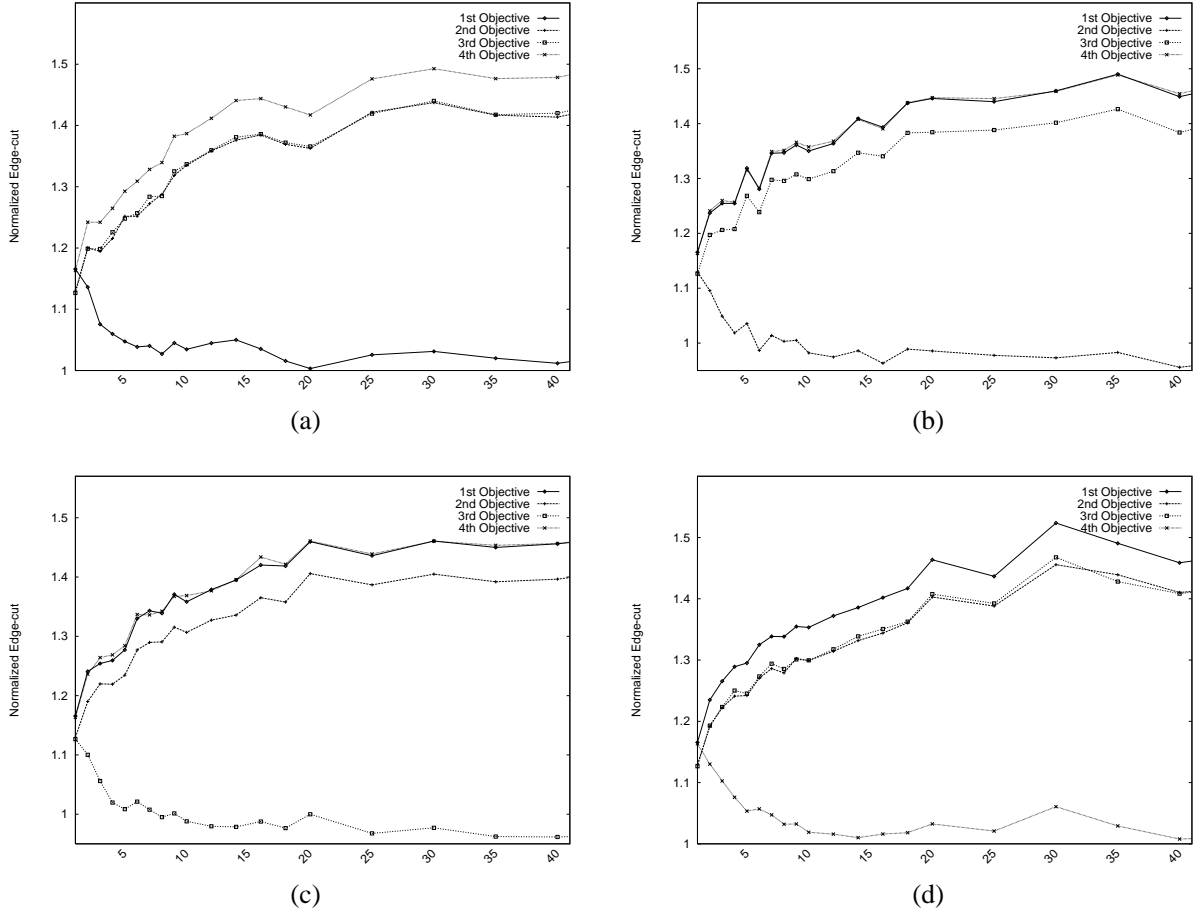 1st Objective
2nd Objective
3rd Objective
4th Objective
Normalized Edge-cut
1.5
1.4
1.3
1.2
1.1
1
5 10 15 20 25 30 35 40
(a)
1st Objective
2nd Objective
3rd Objective
4th Objective
Normalized Edge-cut
1.5
1.4
1.3
1.2
1.1
1
5 10 15 20 25 30 35 40
(b)
1st Objective
2nd Objective
3rd Objective
4th Objective
Normalized Edge-cut
1.5
1.4
1.3
1.2
1.1
1
5 10 15 20 25 30 35 40
(c)
1st Objective
2nd Objective
3rd Objective
4th Objective
Normalized Edge-cut
1.5
1.4
1.3
1.2
1.1
1
5 10 15 20 25 30 35 40
(d)